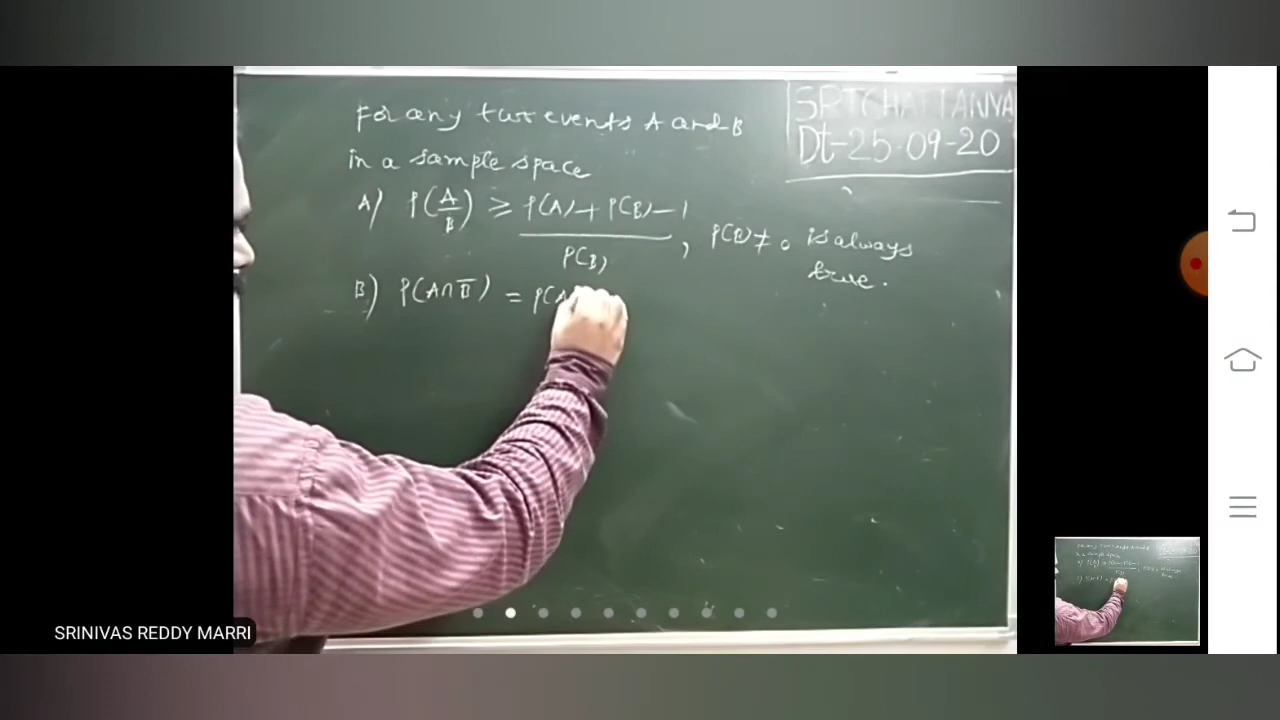 For any two events A and B
in a sample space
A) P(A/B) ≥ P(A)+P(B)-1 / P(B), P(B) ≠ 0 is always true.
B) P(A∩B̅) = P(A
SRI CHAITANYA
Dt-25-09-20
SRINIVAS REDDY MARRI